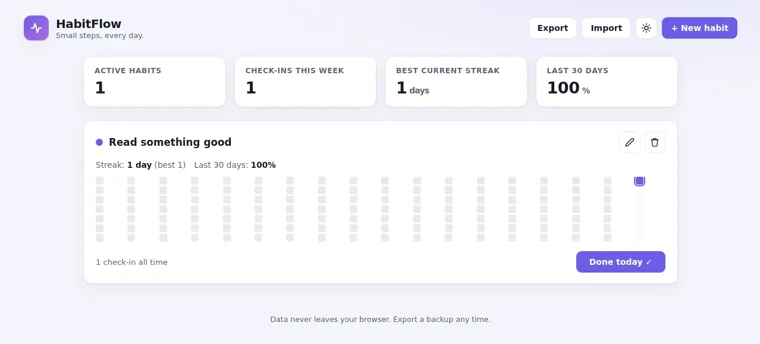 HabitFlow
Small steps, every day.
Export
Import
+ New habit
ACTIVE HABITS
1
CHECK-INS THIS WEEK
1
BEST CURRENT STREAK
1 days
LAST 30 DAYS
100 %
Read something good
Streak: 1 day (best 1) Last 30 days: 100%
1 check-in all time
Done today ✓
Data never leaves your browser. Export a backup any time.